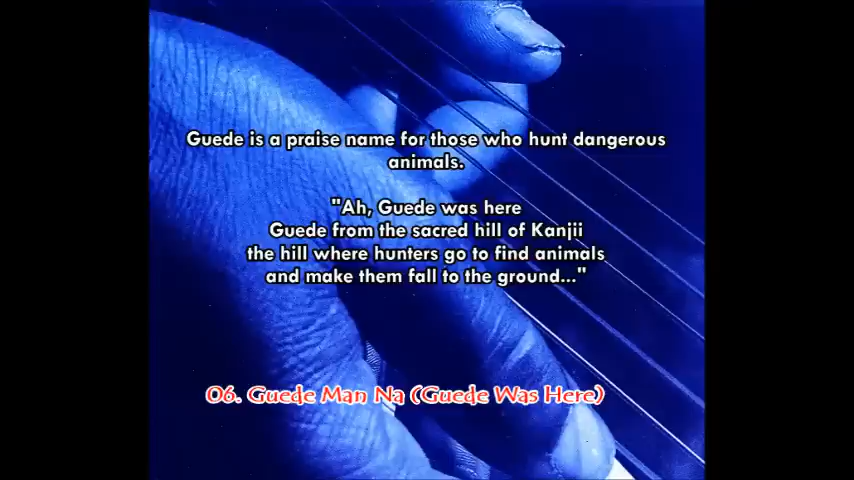 Guede is a praise name for those who hunt dangerous
animals.
"Ah, Guede was here
Guede from the sacred hill of Kanjii
the hill where hunters go to find animals
and make them fall to the ground..."
06. Guede Man Na (Guede Was Here)